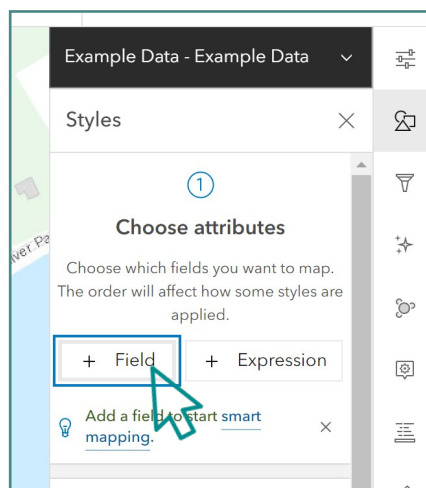 Example Data - Example Data
Styles
1
Choose attributes
Choose which fields you want to map.
The order will affect how some styles are
applied.
+ Field
+ Expression
Add a field to start smart
mapping.